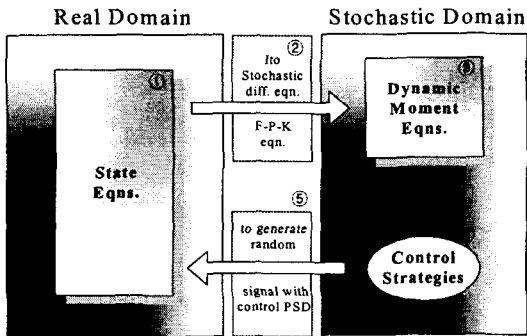 Real Domain
Stochastic Domain
①
State
Eqns.
②
Ito
Stochastic
diff. eqn.
F-P-K
eqn.
Dynamic
Moment
Eqns.
⑤
to generate
random
signal with
control PSD
Control
Strategies